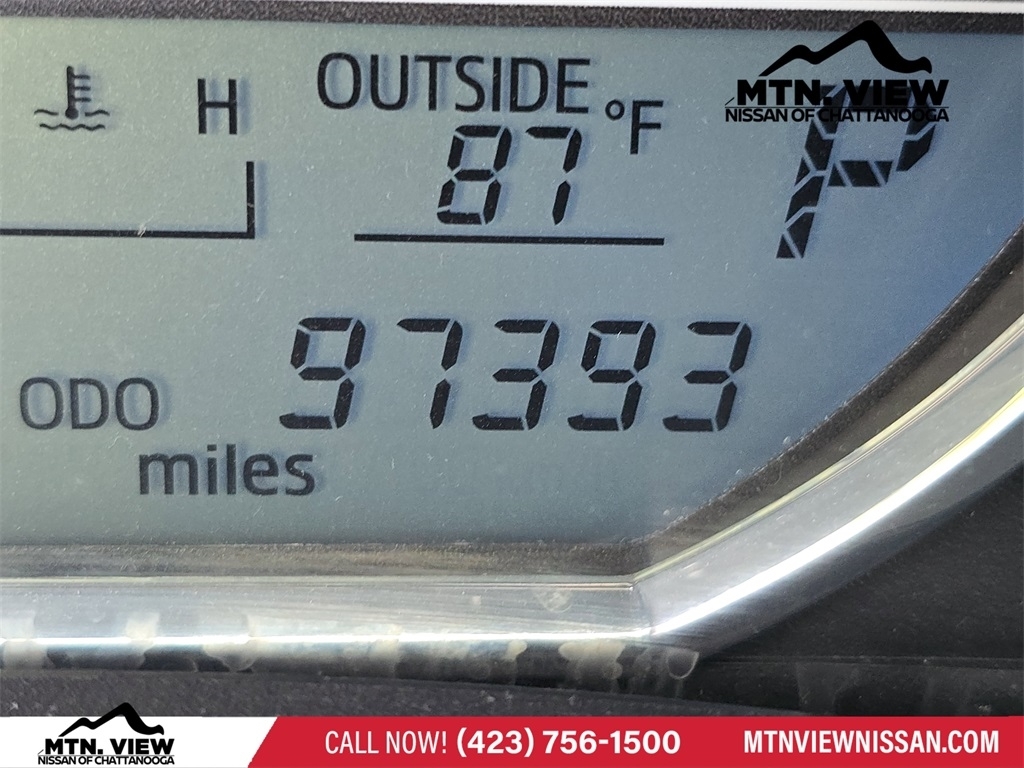 H
OUTSIDE
87 °F
P
MTN. VIEW
NISSAN OF CHATTANOOGA
ODO 97393
miles
MTN. VIEW
NISSAN OF CHATTANOOGA
CALL NOW! (423) 756-1500
MTNVIEWNISSAN.COM